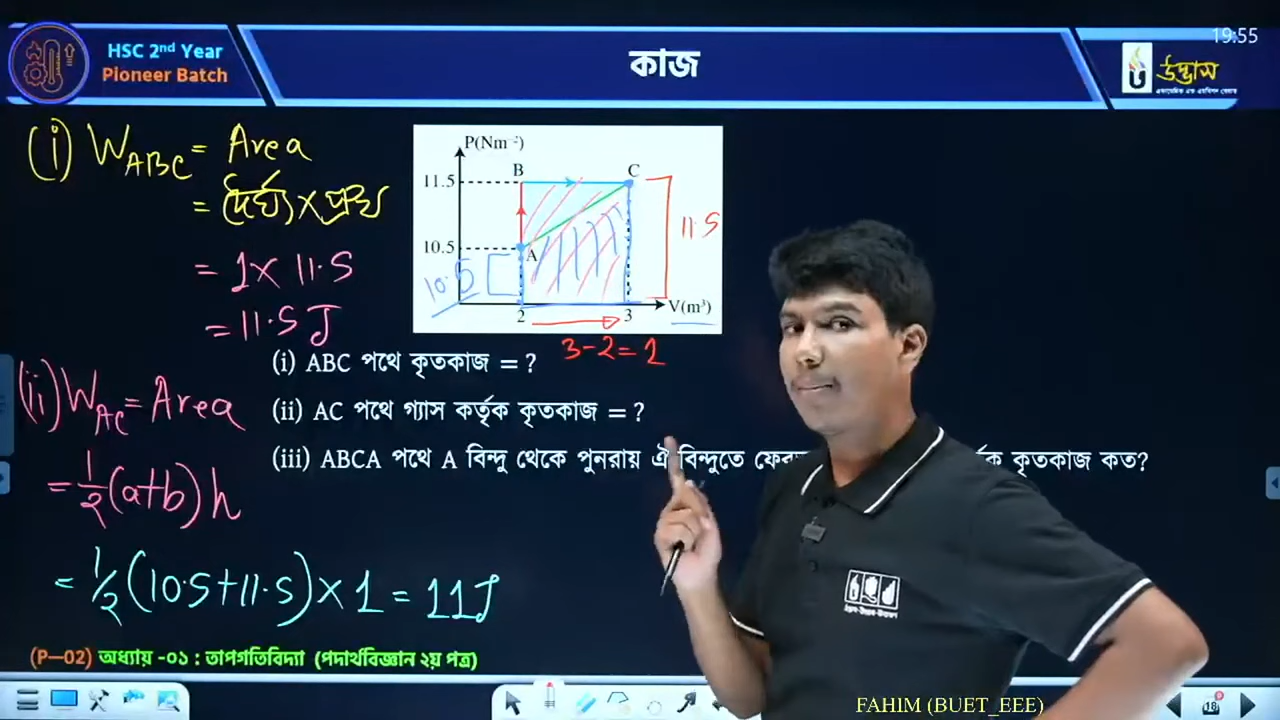 19:55
HSC 2nd Year
Pioneer Batch
কাজ
উদ্ভাস
(i) W_ABC = Area
= দৈর্ঘ্য × প্রস্থ
= 1 × 11.5
= 11.5 J
P(Nm⁻²)
B
C
11.5
11.5
10.5
A
10.5
V(m³)
2
3
3-2=1
(i) ABC পথে কৃতকাজ = ?
(ii) W_AC = Area
(ii) AC পথে গ্যাস কর্তৃক কৃতকাজ = ?
(iii) ABCA পথে A বিন্দু থেকে পুনরায় ঐ বিন্দুতে কৃতকাজ কত?
= 1/2 (a+b) h
= 1/2 (10.5+11.5) × 1 = 11J
(P–02) অধ্যায় -০১ : তাপগতিবিদ্যা (পদার্থবিজ্ঞান ২য় পত্র)
FAHIM (BUET_EEE)
18